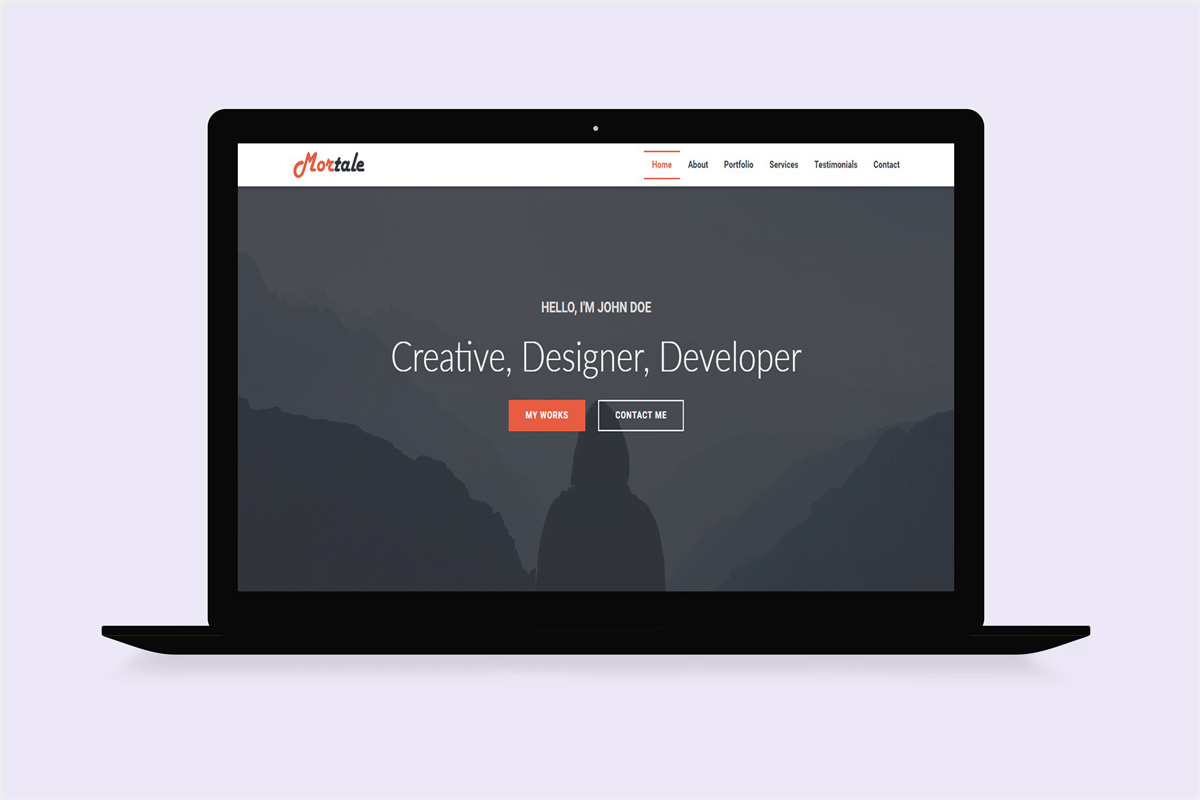 Mortale
Home About Portfolio Services Testimonials Contact
HELLO, I'M JOHN DOE
Creative, Designer, Developer
MY WORKS CONTACT ME